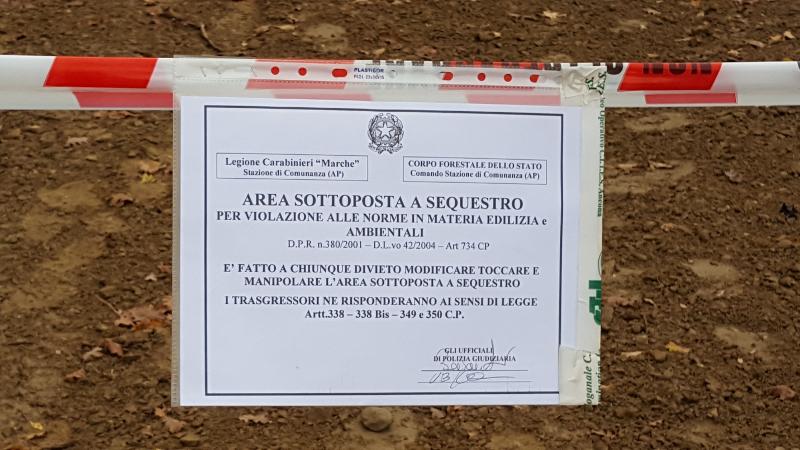 PLASTIGOR
NON
Legione Carabinieri “Marche”
Stazione di Comunanza (AP)
CORPO FORESTALE DELLO STATO
Comando Stazione di Comunanza (AP)
AREA SOTTOPOSTA A SEQUESTRO
PER VIOLAZIONE ALLE NORME IN MATERIA EDILIZIA e
AMBIENTALI
D.P.R. n.380/2001 – D.L.vo 42/2004 – Art 734 CP
E’ FATTO A CHIUNQUE DIVIETO MODIFICARE TOCCARE E
MANIPOLARE L’AREA SOTTOPOSTA A SEQUESTRO
I TRASGRESSORI NE RISPONDERANNO AI SENSI DI LEGGE
Artt.338 – 338 Bis – 349 e 350 C.P.
GLI UFFICIALI
DI POLIZIA GIUDIZIARIA